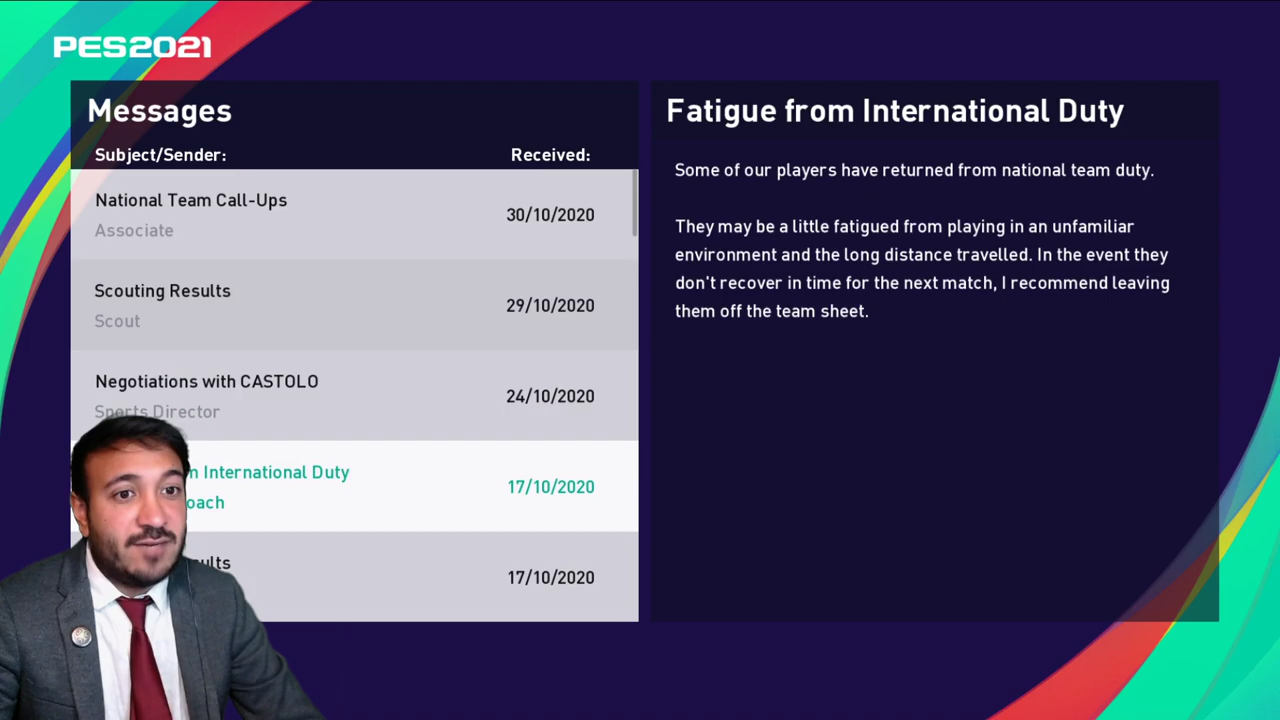 PES2021
Messages
Subject/Sender: Received:
National Team Call-Ups
Associate
30/10/2020
Scouting Results
Scout
29/10/2020
Negotiations with CASTOLO
Sports Director
24/10/2020
International Duty
17/10/2020
17/10/2020
Fatigue from International Duty
Some of our players have returned from national team duty.
They may be a little fatigued from playing in an unfamiliar
environment and the long distance travelled. In the event they
don't recover in time for the next match, I recommend leaving
them off the team sheet.